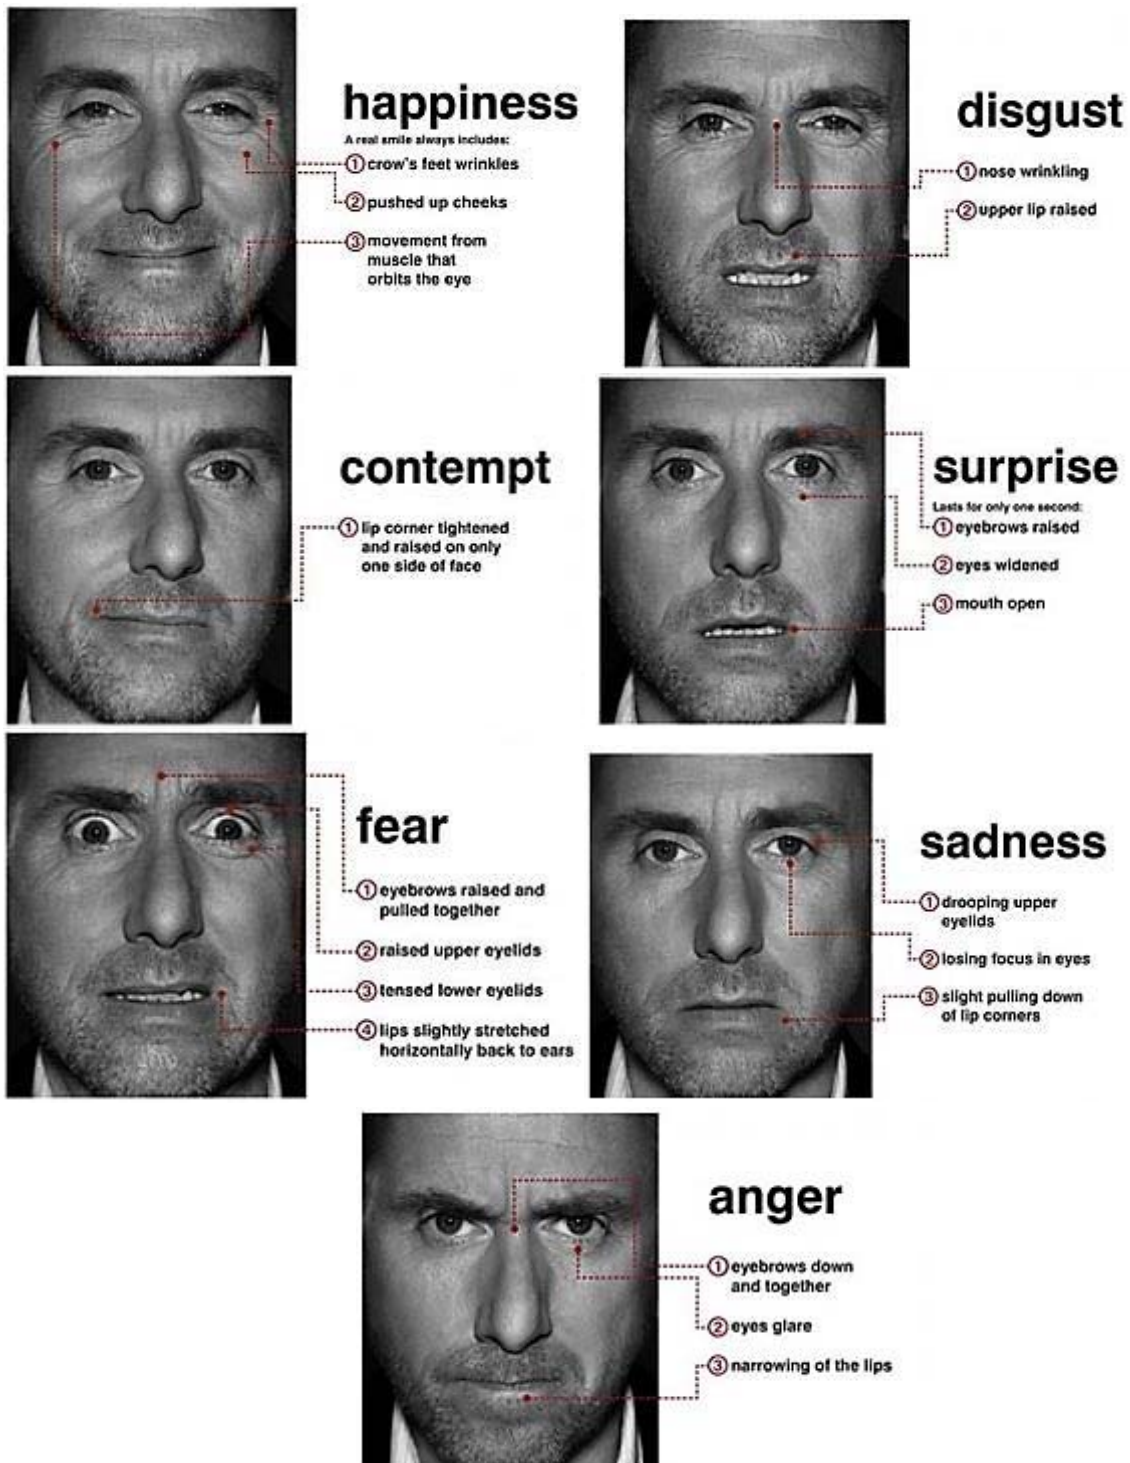 happiness
A real smile always includes:
1 crow's feet wrinkles
2 pushed up cheeks
3 movement from
muscle that
orbits the eye
disgust
1 nose wrinkling
2 upper lip raised
contempt
1 lip corner tightened
and raised on only
one side of face
surprise
Lasts for only one second:
1 eyebrows raised
2 eyes widened
3 mouth open
fear
1 eyebrows raised and
pulled together
2 raised upper eyelids
3 tensed lower eyelids
4 lips slightly stretched
horizontally back to ears
sadness
1 drooping upper
eyelids
2 losing focus in eyes
3 slight pulling down
of lip corners
anger
1 eyebrows down
and together
2 eyes glare
3 narrowing of the lips